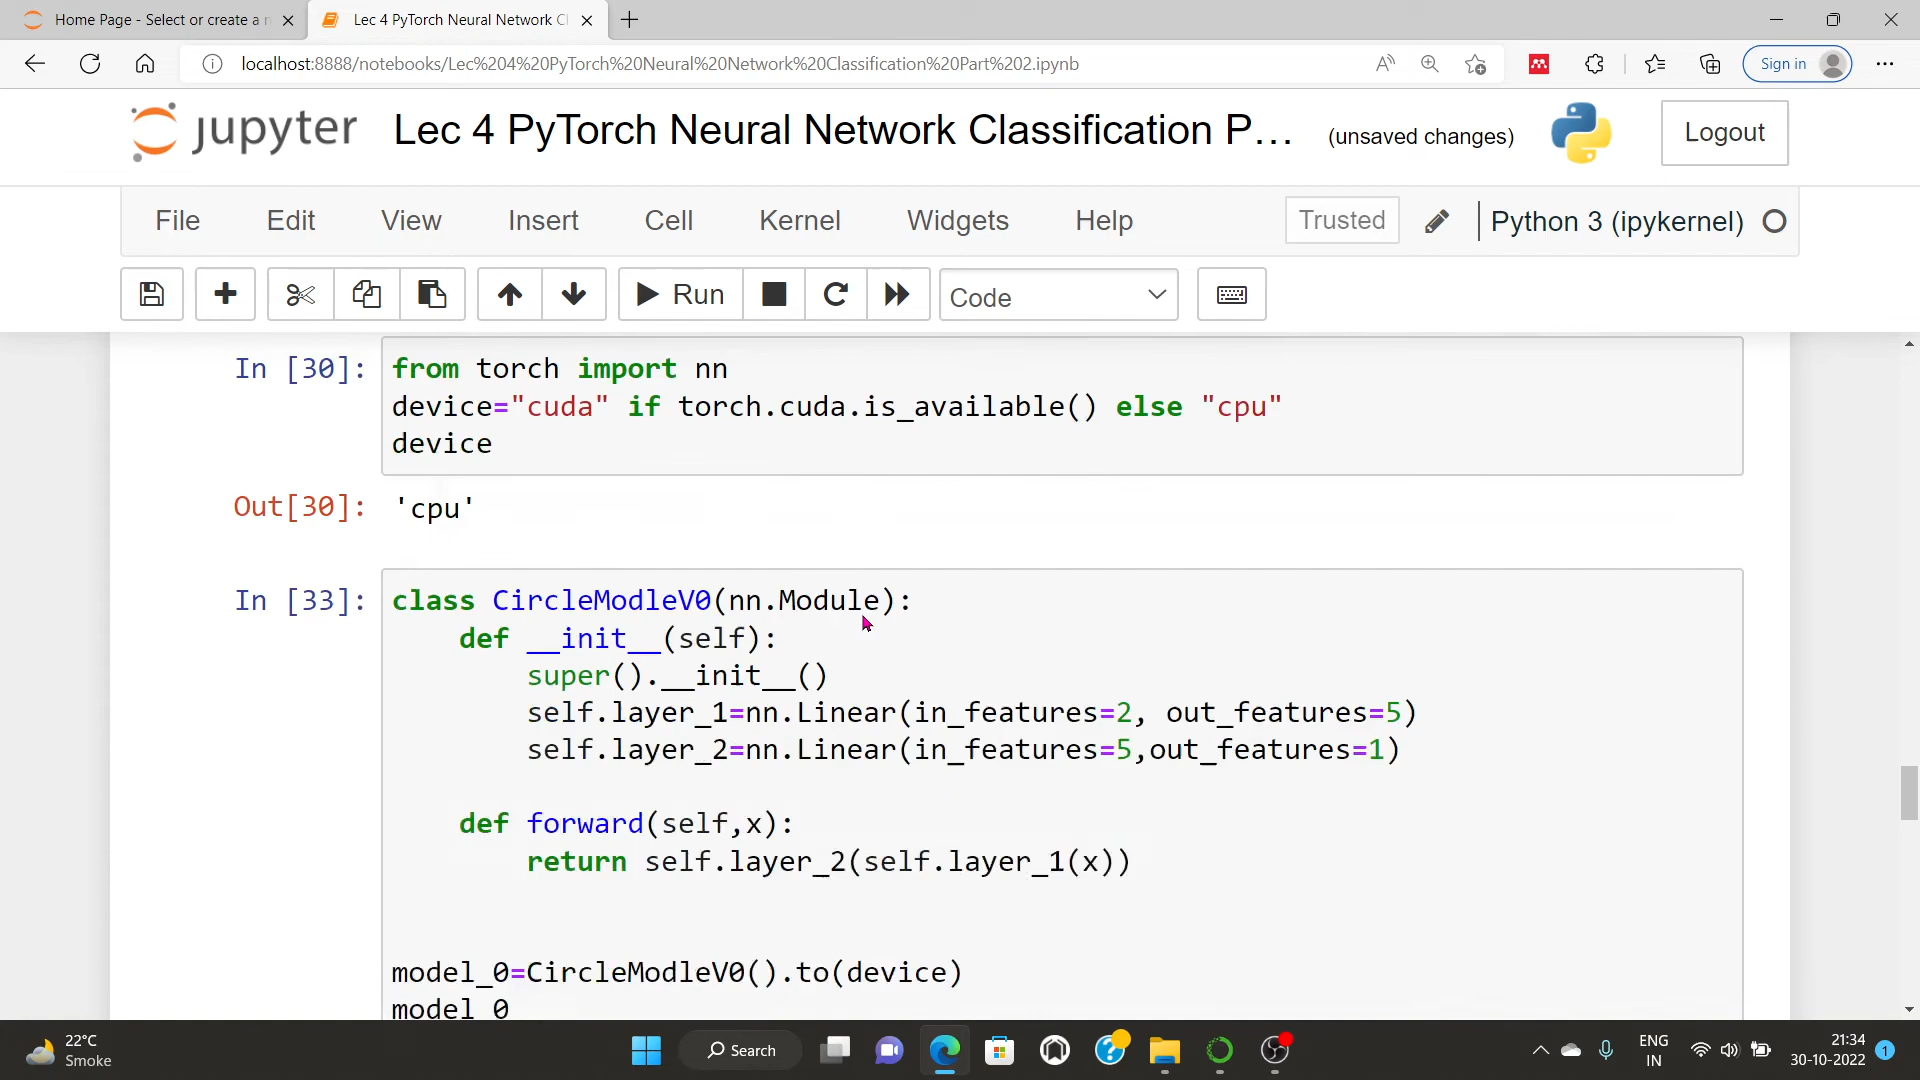 Home Page - Select or create a n
Lec 4 PyTorch Neural Network Cl
localhost:8888/notebooks/Lec%204%20PyTorch%20Neural%20Network%20Classification%20Part%202.ipynb
Sign in
jupyter Lec 4 PyTorch Neural Network Classification P... (unsaved changes) Logout
File Edit View Insert Cell Kernel Widgets Help Trusted Python 3 (ipykernel)
Run Code
In [30]: from torch import nn
device="cuda" if torch.cuda.is_available() else "cpu"
device
Out[30]: 'cpu'
In [33]: class CircleModleV0(nn.Module):
    def __init__(self):
        super().__init__()
        self.layer_1=nn.Linear(in_features=2, out_features=5)
        self.layer_2=nn.Linear(in_features=5,out_features=1)
    def forward(self,x):
        return self.layer_2(self.layer_1(x))
model_0=CircleModleV0().to(device)
model_0
22°C
Smoke
Search
ENG
IN
21:34
30-10-2022
1